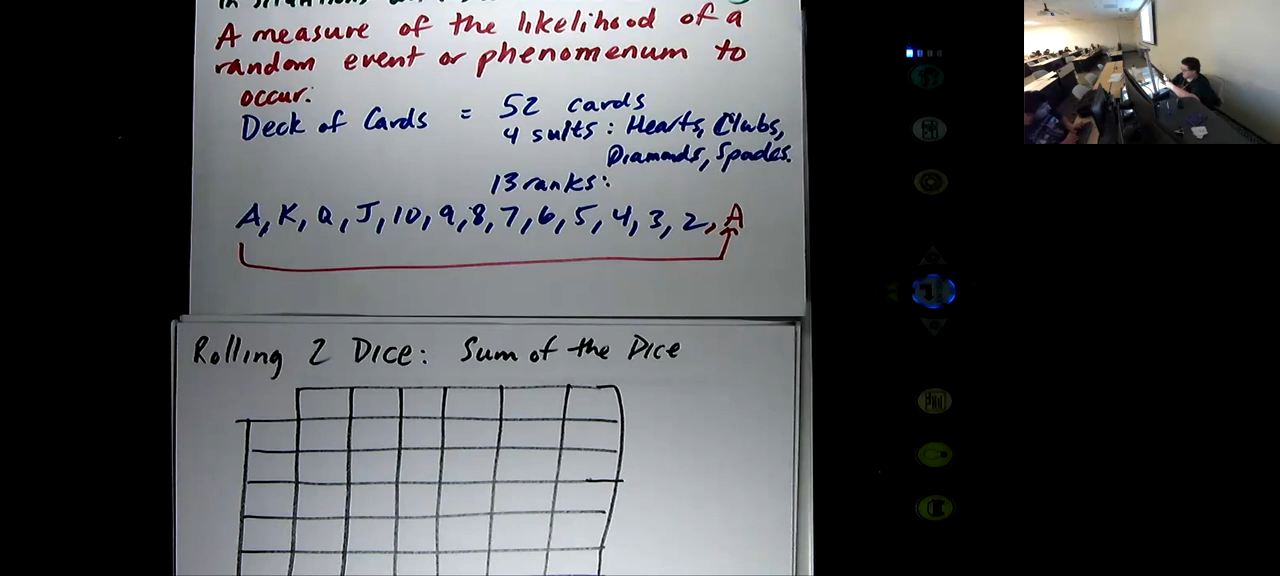 A measure of the likelihood of a
random event or phenomenum to
occur.
Deck of Cards = 52 cards
4 suits: Hearts, Clubs,
Diamonds, Spades.
13 ranks:
A, K, Q, J, 10, 9, 8, 7, 6, 5, 4, 3, 2, A
Rolling 2 Dice: Sum of the Dice